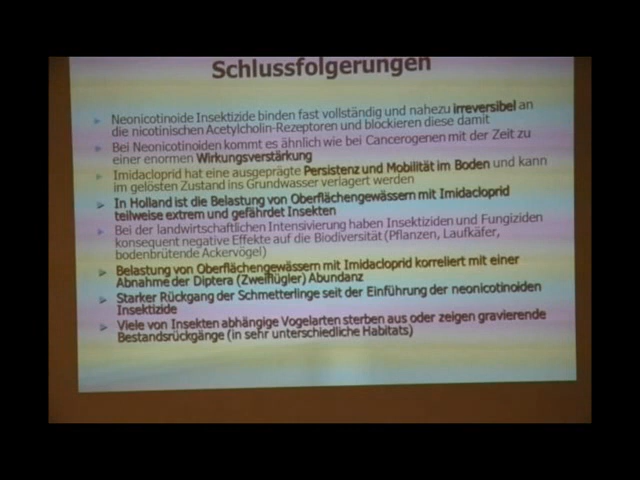 Schlussfolgerungen
Neonicotinoide Insektizide binden fast vollständig und nahezu irreversibel an
die nicotinischen Acetylcholin-Rezeptoren und blockieren diese damit
Bei Neonicotinoiden kommt es ähnlich wie bei Cancerogenen mit der Zeit zu
einer enormen Wirkungsverstärkung
Imidacloprid hat eine ausgeprägte Persistenz und Mobilität im Boden und kann
im gelösten Zustand ins Grundwasser verlagert werden
In Holland ist die Belastung von Oberflächengewässern mit Imidacloprid
teilweise extrem und gefährdet Insekten
Bei der landwirtschaftlichen Intensivierung haben Insektiziden und Fungiziden
konsequent negative Effekte auf die Biodiversität (Pflanzen, Laufkäfer,
bodenbrütende Ackervögel)
Belastung von Oberflächengewässern mit Imidacloprid korreliert mit einer
Abnahme der Diptera (Zweiflügler) Abundanz
Starker Rückgang der Schmetterlinge seit der Einführung der neonicotinoiden
Insektizide
Viele von Insekten abhängige Vogelarten sterben aus oder zeigen gravierende
Bestandsrückgänge (in sehr unterschiedliche Habitats)